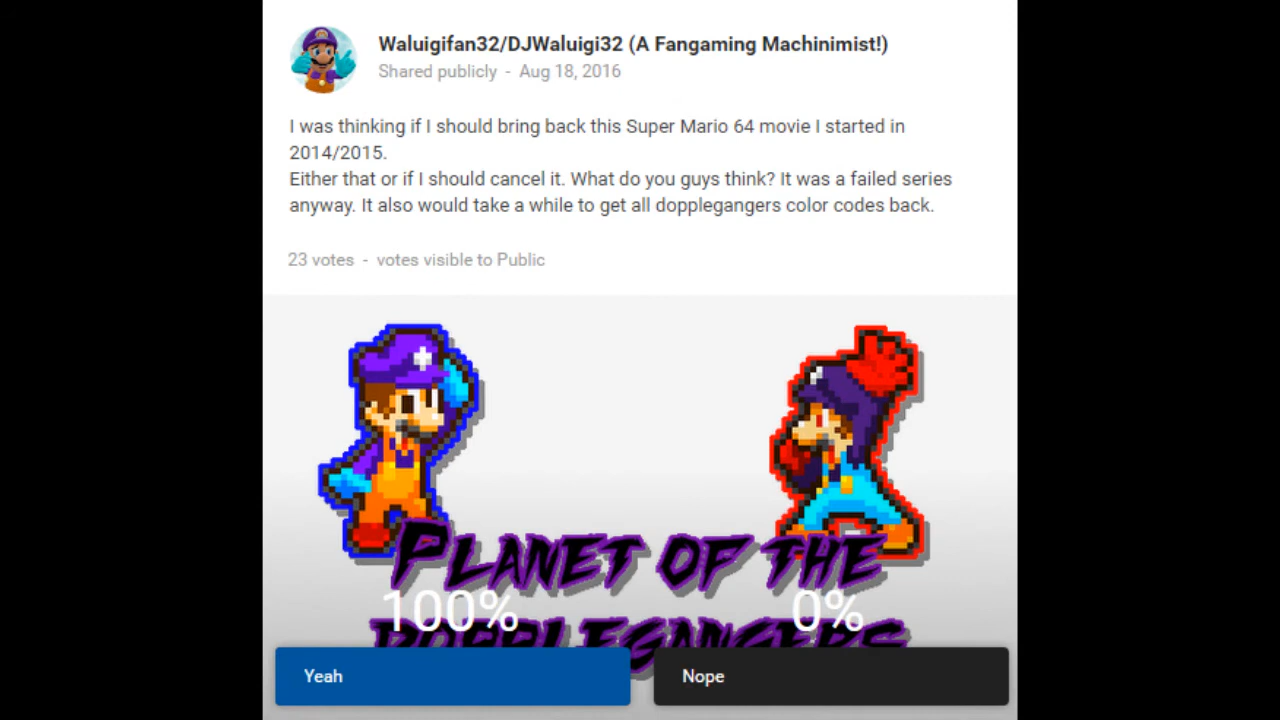 Waluigifan32/DJWaluigi32 (A Fangaming Machinimist!)
Shared publicly - Aug 18, 2016
I was thinking if I should bring back this Super Mario 64 movie I started in
2014/2015.
Either that or if I should cancel it. What do you guys think? It was a failed series
anyway. It also would take a while to get all dopplegangers color codes back.
23 votes - votes visible to Public
PLANET OF THE
DOPPLEGANGERS
100% 0%
Yeah Nope